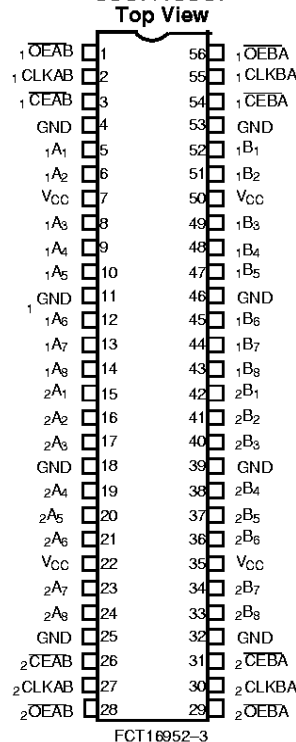 Top View
1OEAB 1 56 1OEBA
1CLKAB 2 55 1CLKBA
1CEAB 3 54 1CEBA
GND 4 53 GND
1A1 5 52 1B1
1A2 6 51 1B2
VCC 7 50 VCC
1A3 8 49 1B3
1A4 9 48 1B4
1A5 10 47 1B5
1 GND 11 46 GND
1A6 12 45 1B6
1A7 13 44 1B7
1A8 14 43 1B8
2A1 15 42 2B1
2A2 16 41 2B2
2A3 17 40 2B3
GND 18 39 GND
2A4 19 38 2B4
2A5 20 37 2B5
2A6 21 36 2B6
VCC 22 35 VCC
2A7 23 34 2B7
2A8 24 33 2B8
GND 25 32 GND
2CEAB 26 31 2CEBA
2CLKAB 27 30 2CLKBA
2OEAB 28 29 2OEBA
FCT16952–3